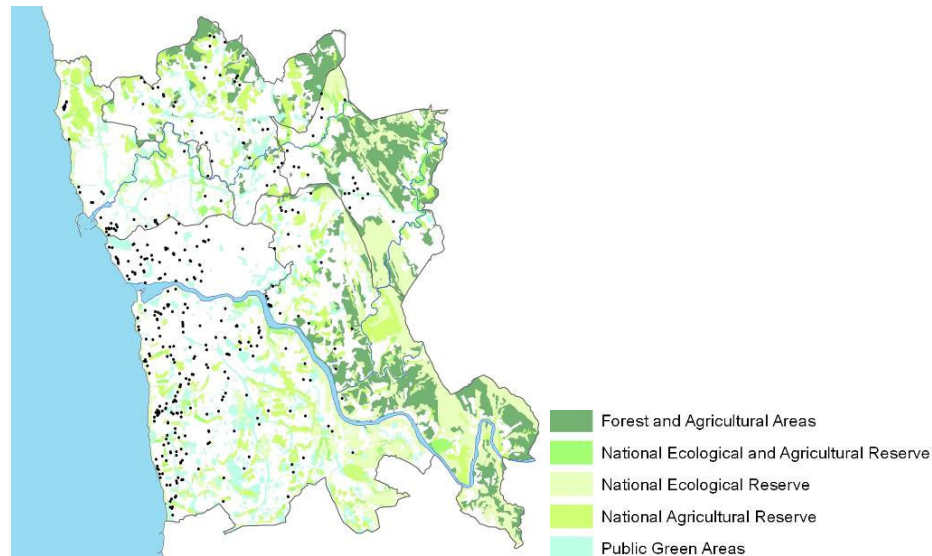 Forest and Agricultural Areas
National Ecological and Agricultural Reserve
National Ecological Reserve
National Agricultural Reserve
Public Green Areas